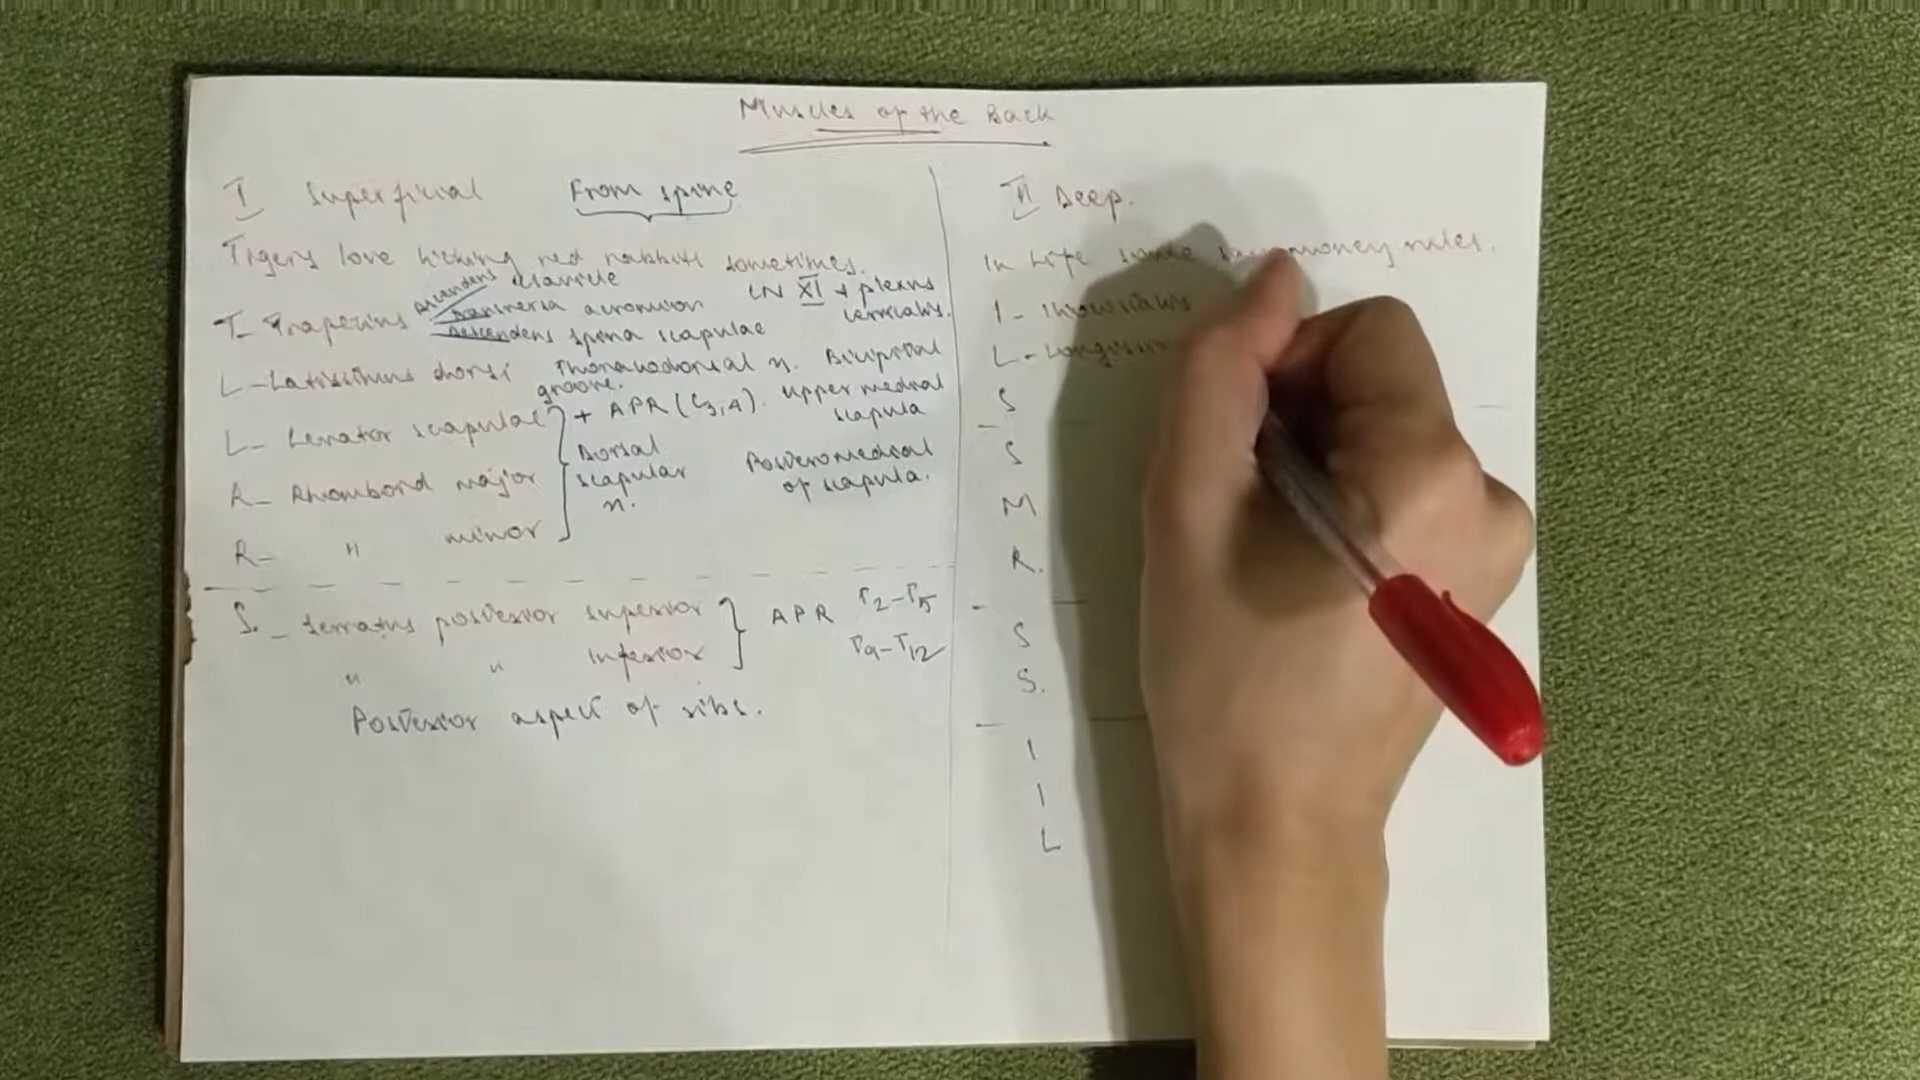 Muscles of the Back
I Superficial From spine
Tigers love kicking red rabbits sometimes.
T- Trapezius Ascendens clavicle CN XI + plexus
transversa acromion cervicalis.
Descendens spina scapulae
L- Latissimus dorsi Thoracodorsal n. Bicipital
groove.
L- Levator scapulae + APR (C3,4). upper medial
scapula
R- Rhomboid major Dorsal
scapular
n. Posteromedial
of scapula.
R- " minor
S- Serratus posterior superior } APR T2-T5
" " Inferior T9-T12
Posterior aspect of ribs.
II Deep.
In Life some money rules.
I-
L-
S
S
M
R.
S
S.
I
I
L